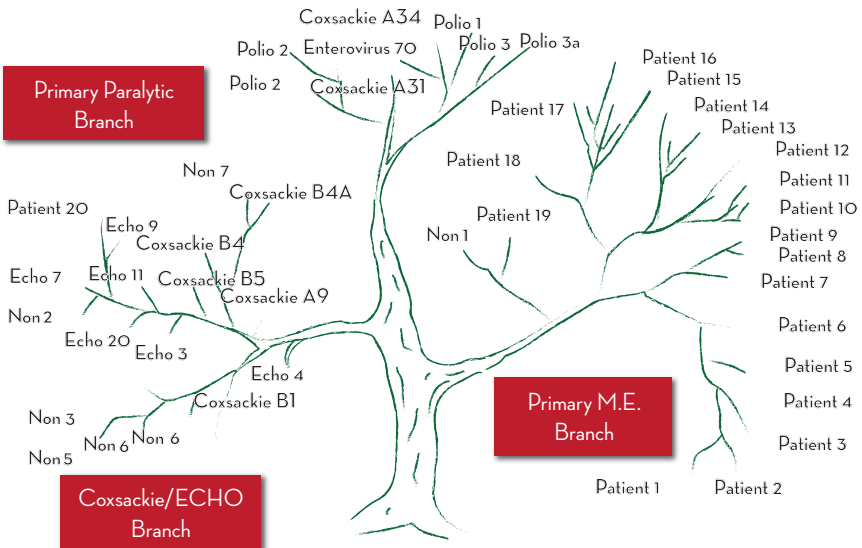 Coxsackie A34
Polio 1
Polio 2
Enterovirus 70
Polio 3
Polio 3a
Polio 2
Coxsackie A31
Primary Paralytic
Branch
Patient 16
Patient 15
Patient 17
Patient 14
Patient 13
Patient 12
Patient 18
Patient 11
Patient 19
Patient 10
Non 1
Patient 9
Patient 8
Patient 7
Patient 6
Patient 5
Patient 4
Patient 3
Patient 1
Patient 2
Primary M.E.
Branch
Non 7
Coxsackie B4A
Patient 20
Echo 9
Coxsackie B4
Echo 7
Echo 11
Coxsackie B5
Coxsackie A9
Non 2
Echo 20
Echo 3
Echo 4
Coxsackie B1
Non 3
Non 6
Non 6
Non 5
Coxsackie/ECHO
Branch